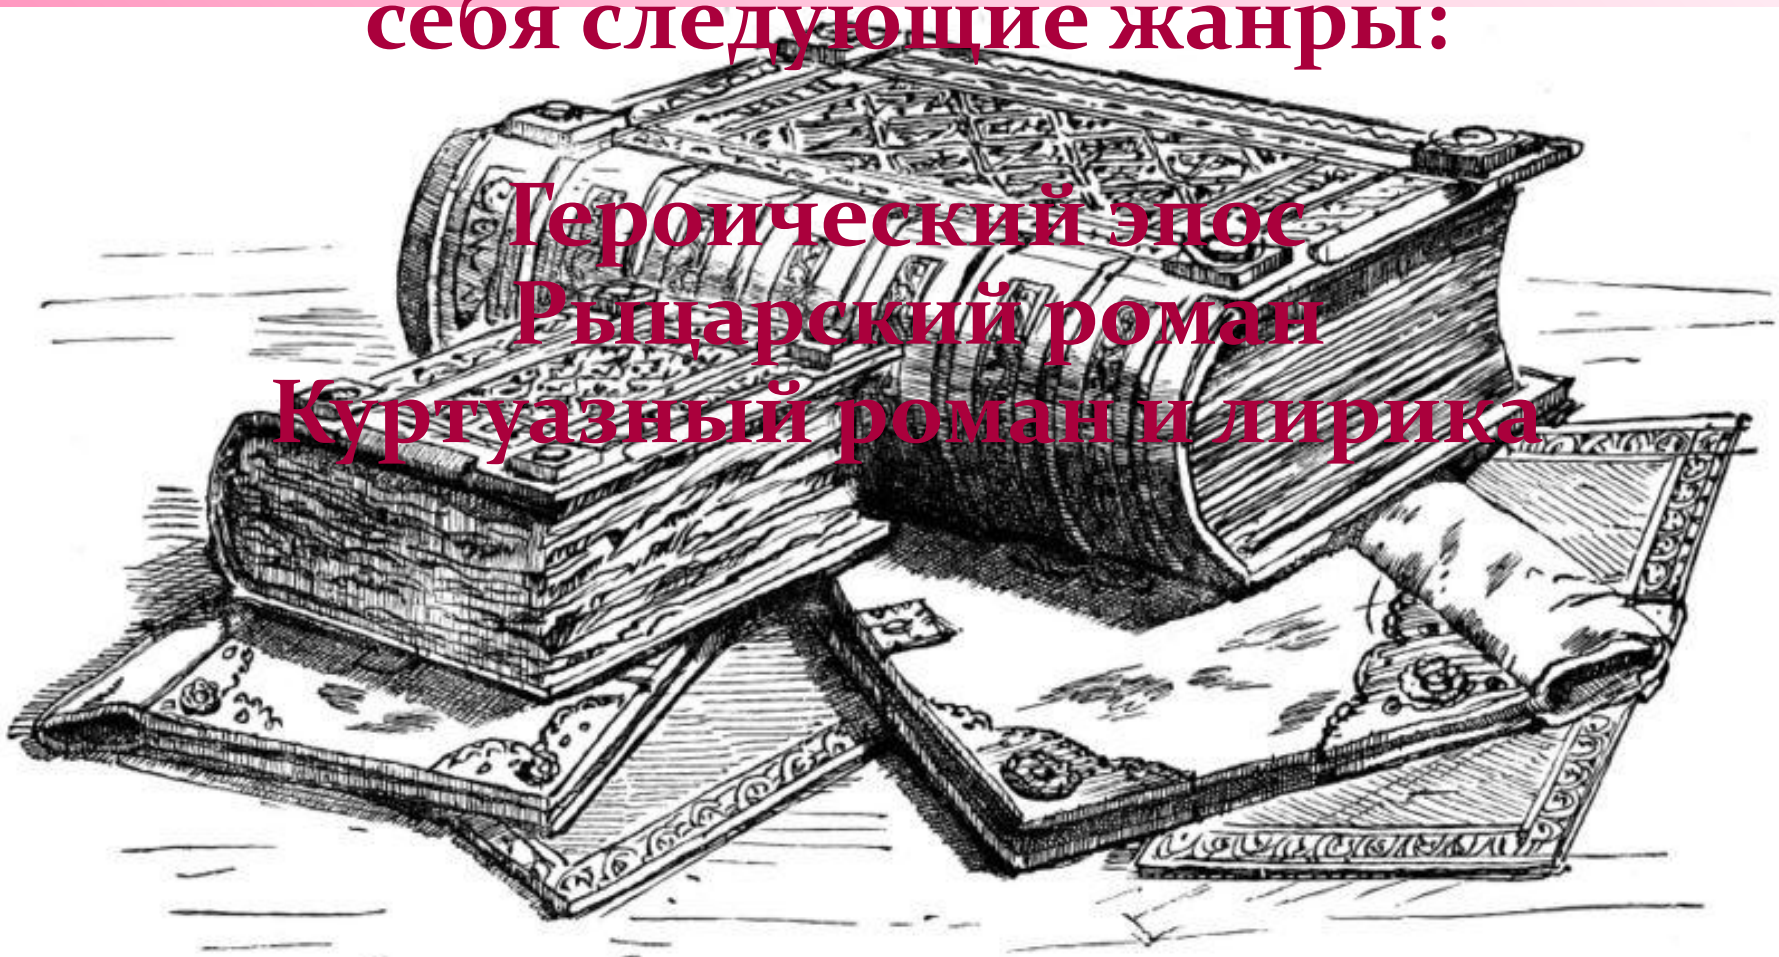 себя следующие жанры:
Героический эпос
Рыцарский роман
Куртуазный роман и лирика